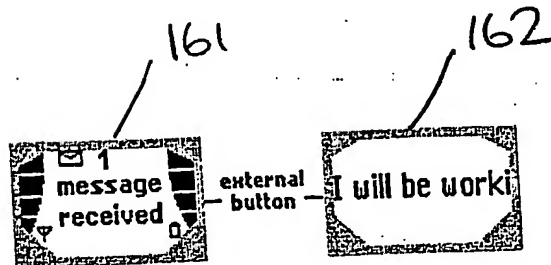 161
162
1
message
received
external
button
I will be worki